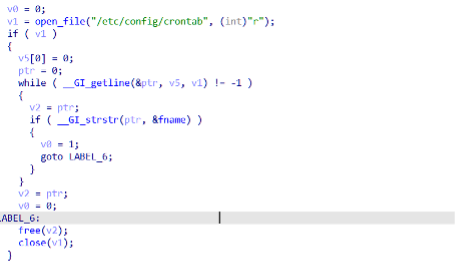 v0 = 0;
v1 = open_file("/etc/config/crontab", (int)"r");
if ( v1 )
{
v5[0] = 0;
ptr = 0;
while ( __GI_getline(&ptr, v5, v1) != -1 )
{
v2 = ptr;
if ( __GI_strstr(ptr, &fname) )
{
v0 = 1;
goto LABEL_6;
}
}
v2 = ptr;
v0 = 0;
ABEL_6:
free(v2);
close(v1);
}